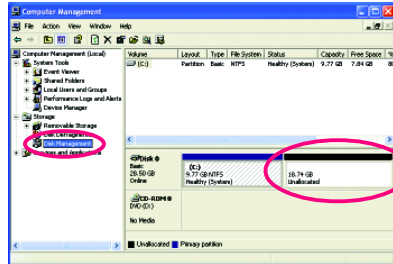 Computer Management
File Action View Window Help
Computer Management (Local)
System Tools
Event Viewer
Shared Folders
Local Users and Groups
Performance Logs and Alerts
Device Manager
Storage
Removable Storage
Disk Defragmenter
Disk Management
Services and Applications
Volume Layout Type File System Status Capacity Free Space %
(C:) Partition Basic NTFS Healthy (System) 9.77 GB 7.84 GB
Disk 0
Basic
28.50 GB
Online
(C:)
9.77 GB NTFS
Healthy (System)
18.74 GB
Unallocated
CD-ROM 0
DVD (D:)
No Media
Unallocated Primary partition